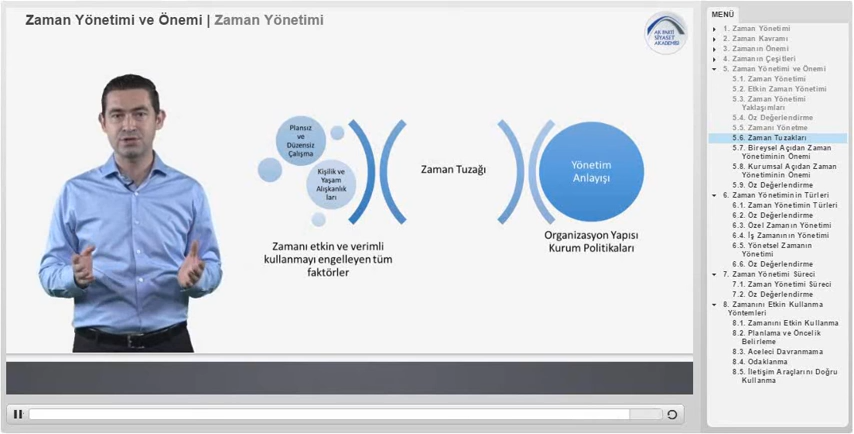 Zaman Yönetimi ve Önemi | Zaman Yönetimi
AK PARTİ
SİYASET
AKADEMİSİ
Plansız
ve
Düzensiz
Çalışma
Kişilik ve
Yaşam
Alışkanlık
ları
Zamanı etkin ve verimli
kullanmayı engelleyen tüm
faktörler
Zaman Tuzağı
Yönetim
Anlayışı
Organizasyon Yapısı
Kurum Politikaları
MENÜ
1. Zaman Yönetimi
2. Zaman Kavramı
3. Zamanın Önemi
4. Zamanın Çeşitleri
5. Zaman Yönetimi ve Önemi
5.1. Zaman Yönetimi
5.2. Etkin Zaman Yönetimi
5.3. Zaman Yönetimi
Yaklaşımları
5.4. Öz Değerlendirme
5.5. Zamanı Yönetme
5.6. Zaman Tuzakları
5.7. Bireysel Açıdan Zaman
Yönetiminin Önemi
5.8. Kurumsal Açıdan Zaman
Yönetiminin Önemi
5.9. Öz Değerlendirme
6. Zaman Yönetiminin Türleri
6.1. Zaman Yönetimin Türleri
6.2. Öz Değerlendirme
6.3. Özel Zamanın Yönetimi
6.4. İş Zamanının Yönetimi
6.5. Yönetsel Zamanın
Yönetimi
6.6. Öz Değerlendirme
7. Zaman Yönetimi Süreci
7.1. Zaman Yönetimi Süreci
7.2. Öz Değerlendirme
8. Zamanını Etkin Kullanma
Yöntemleri
8.1. Zamanını Etkin Kullanma
8.2. Planlama ve Öncelik
Belirleme
8.3. Aceleci Davranmama
8.4. Odaklanma
8.5. İletişim Araçlarını Doğru
Kullanma